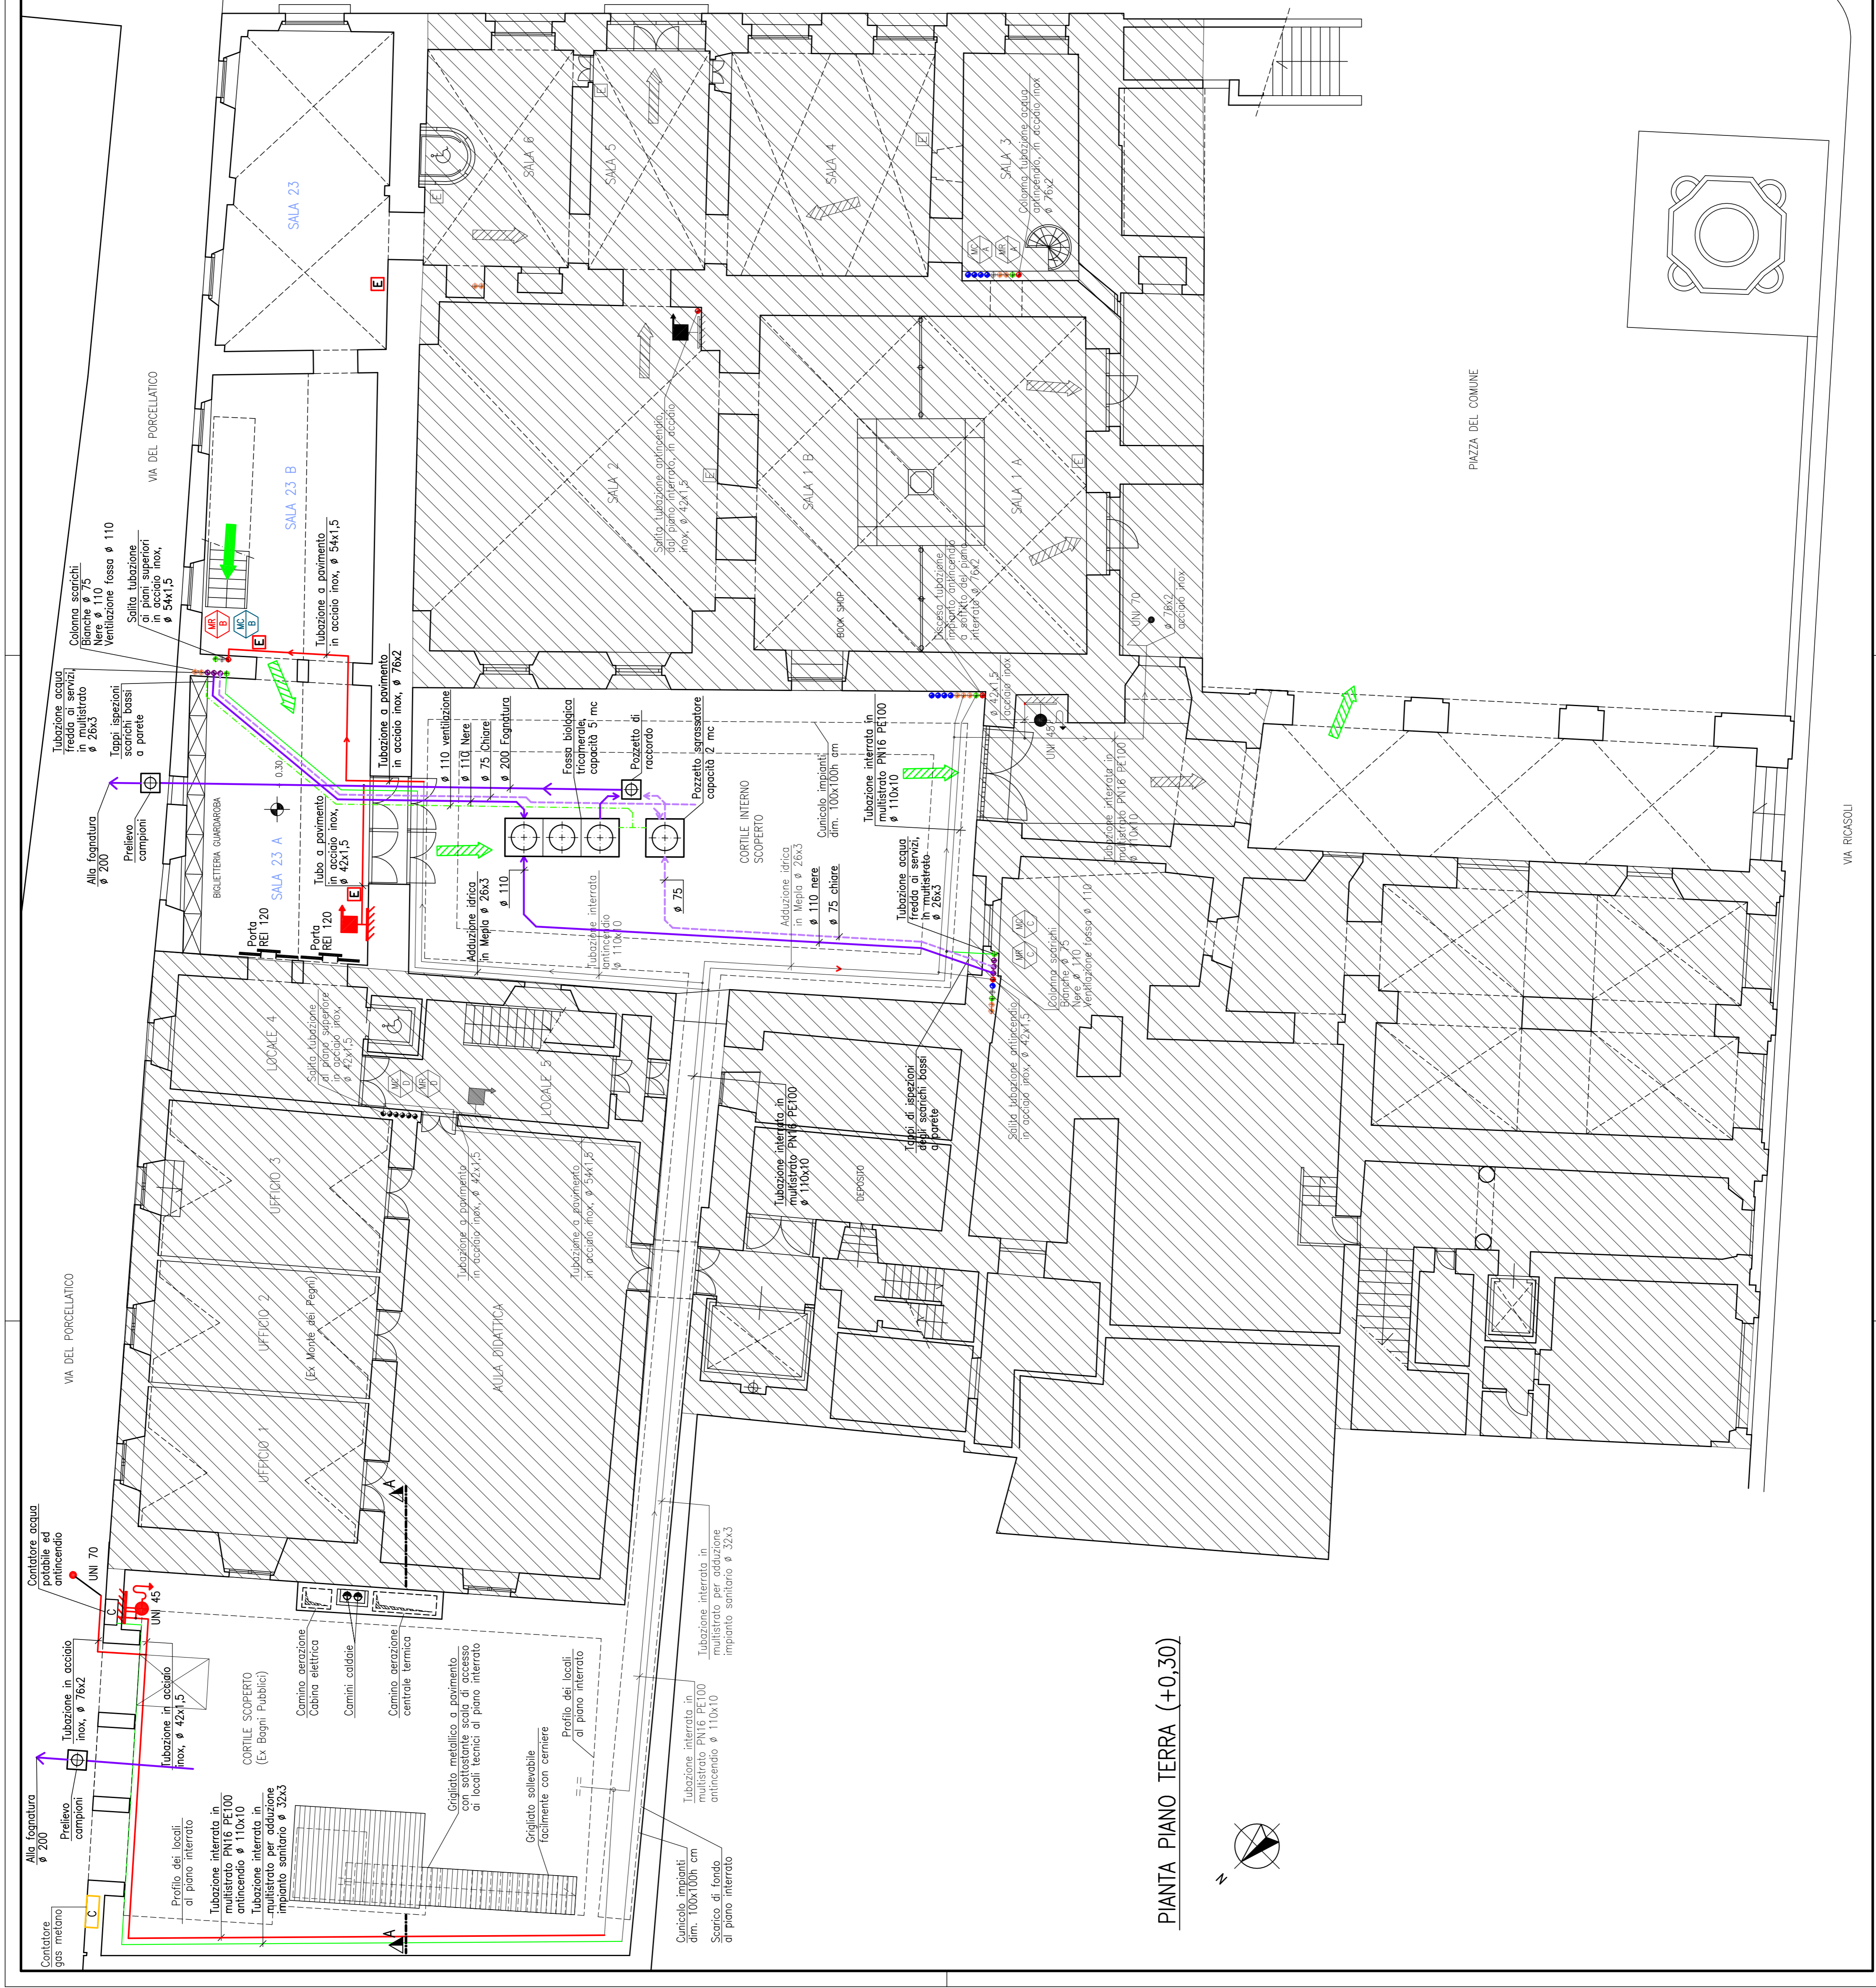 Contatore
gas metano
Alla fognatura
ø 200
Prelievo
campioni
Tubazione in acciaio
inox, ø 76x2
Contatore acqua
potabile ed
antincendio
UNI 70
UNI 45
C
C
Tubazione in acciaio
inox, ø 42x1,5
Profilo dei locali
al piano interrato
Tubazione interrata in
multistrato PN16 PE100
antincendio ø 110x10
Tubazione interrata in
multistrato per adduzione
impianto sanitario ø 32x3
CORTILE SCOPERTO
(Ex Bagni Pubblici)
Camino aerazione
Cabina elettrica
Camini caldaie
Camino aerazione
centrale termica
A
A
Grigliato metallico a pavimento
con sottostante scala di accesso
ai locali tecnici al piano interrato
Grigliato sollevabile
facilmente con cerniere
Profilo dei locali
al piano interrato
Cunicolo impianti
dim. 100x100h cm
Scarico di fondo
al piano interrato
Tubazione interrata in
multistrato PN16 PE100
antincendio ø 110x10
Tubazione interrata in
multistrato per adduzione
impianto sanitario ø 32x3
VIA DEL PORCELLATICO
UFFICIO 1
UFFICIO 2
(Ex Monte dei Pegni)
UFFICIO 3
AULA DIDATTICA
LOCALE 4
LOCALE 5
Salita tubazione
al piano superiore
in acciaio inox,
ø 42x1,5
MC
D
MR
D
Tubazione a pavimento
in acciaio inox, ø 42x1,5
Tubazione a pavimento
in acciaio inox, ø 54x1,5
Tubazione interrata in
multistrato PN16 PE100
ø 110x10
DEPOSITO
Alla fognatura
ø 200
Prelievo
campioni
Tubazione acqua
fredda ai servizi,
in multistrato
ø 26x3
Tappi ispezioni
scarichi bassi
a parete
Colonna scarichi
Bianche ø 75
Nere ø 110
Ventilazione fossa ø 110
Salita tubazione
ai piani superiori
in acciaio inox,
ø 54x1,5
VIA DEL PORCELLATICO
BIGLIETTERIA GUARDAROBA
SALA 23 A
+ 0.30
Porta
REI 120
Porta
REI 120
Tubo a pavimento
in acciaio inox,
ø 42x1,5
E
MR
B
MC
B
E
SALA 23 B
SALA 23
E
Tubazione a pavimento
in acciaio inox, ø 54x1,5
Tubazione a pavimento
in acciaio inox, ø 76x2
ø 110 ventilazione
ø 110 Nere
ø 75 Chiare
ø 200 Fognatura
Fossa biologica
tricamerale,
capacità 5 mc
Pozzetto di
raccordo
Pozzetto sgrassatore
capacità 2 mc
Adduzione idrica
in Mepla ø 26x3
ø 110
Tubazione interrata
antincendio
ø 110x10
ø 75
CORTILE INTERNO
SCOPERTO
Adduzione idrica
in Mepla ø 26x3
ø 110 nere
ø 75 chiare
Cunicolo impianti
dim. 100x100h cm
Tubazione interrata in
multistrato PN16 PE100
ø 110x10
Tubazione acqua
fredda ai servizi,
in multistrato
ø 26x3
Tappi di ispezioni
degli scarichi bassi
a parete
Salita tubazione antincendio
in acciaio inox, ø 42x1,5
MR
C
MC
C
Colonna scarichi
Bianche ø 75
Nere ø 110
Ventilazione fossa ø 110
Tubazione interrata in
multistrato PN16 PE100
ø 110x10
UNI 45
ø 42x1,5
acciaio inox
UNI 70
ø 76x2
acciaio inox
Discesa tubazione
impianto antincendio
a soffitto del piano
interrato ø 76x2
BOOK SHOP
SALA 1 A
SALA 1 B
E
SALA 2
E
Salita tubazione antincendio,
dal piano interrato, in acciaio
inox, ø 42x1,5
SALA 6
E
SALA 5
E
SALA 4
E
SALA 3
MC
A
MR
A
Colonna tubazione acqua
antincendio, in acciaio inox
ø 76x2
PIAZZA DEL COMUNE
VIA RICASOLI
PIANTA PIANO TERRA (+0,30)
N